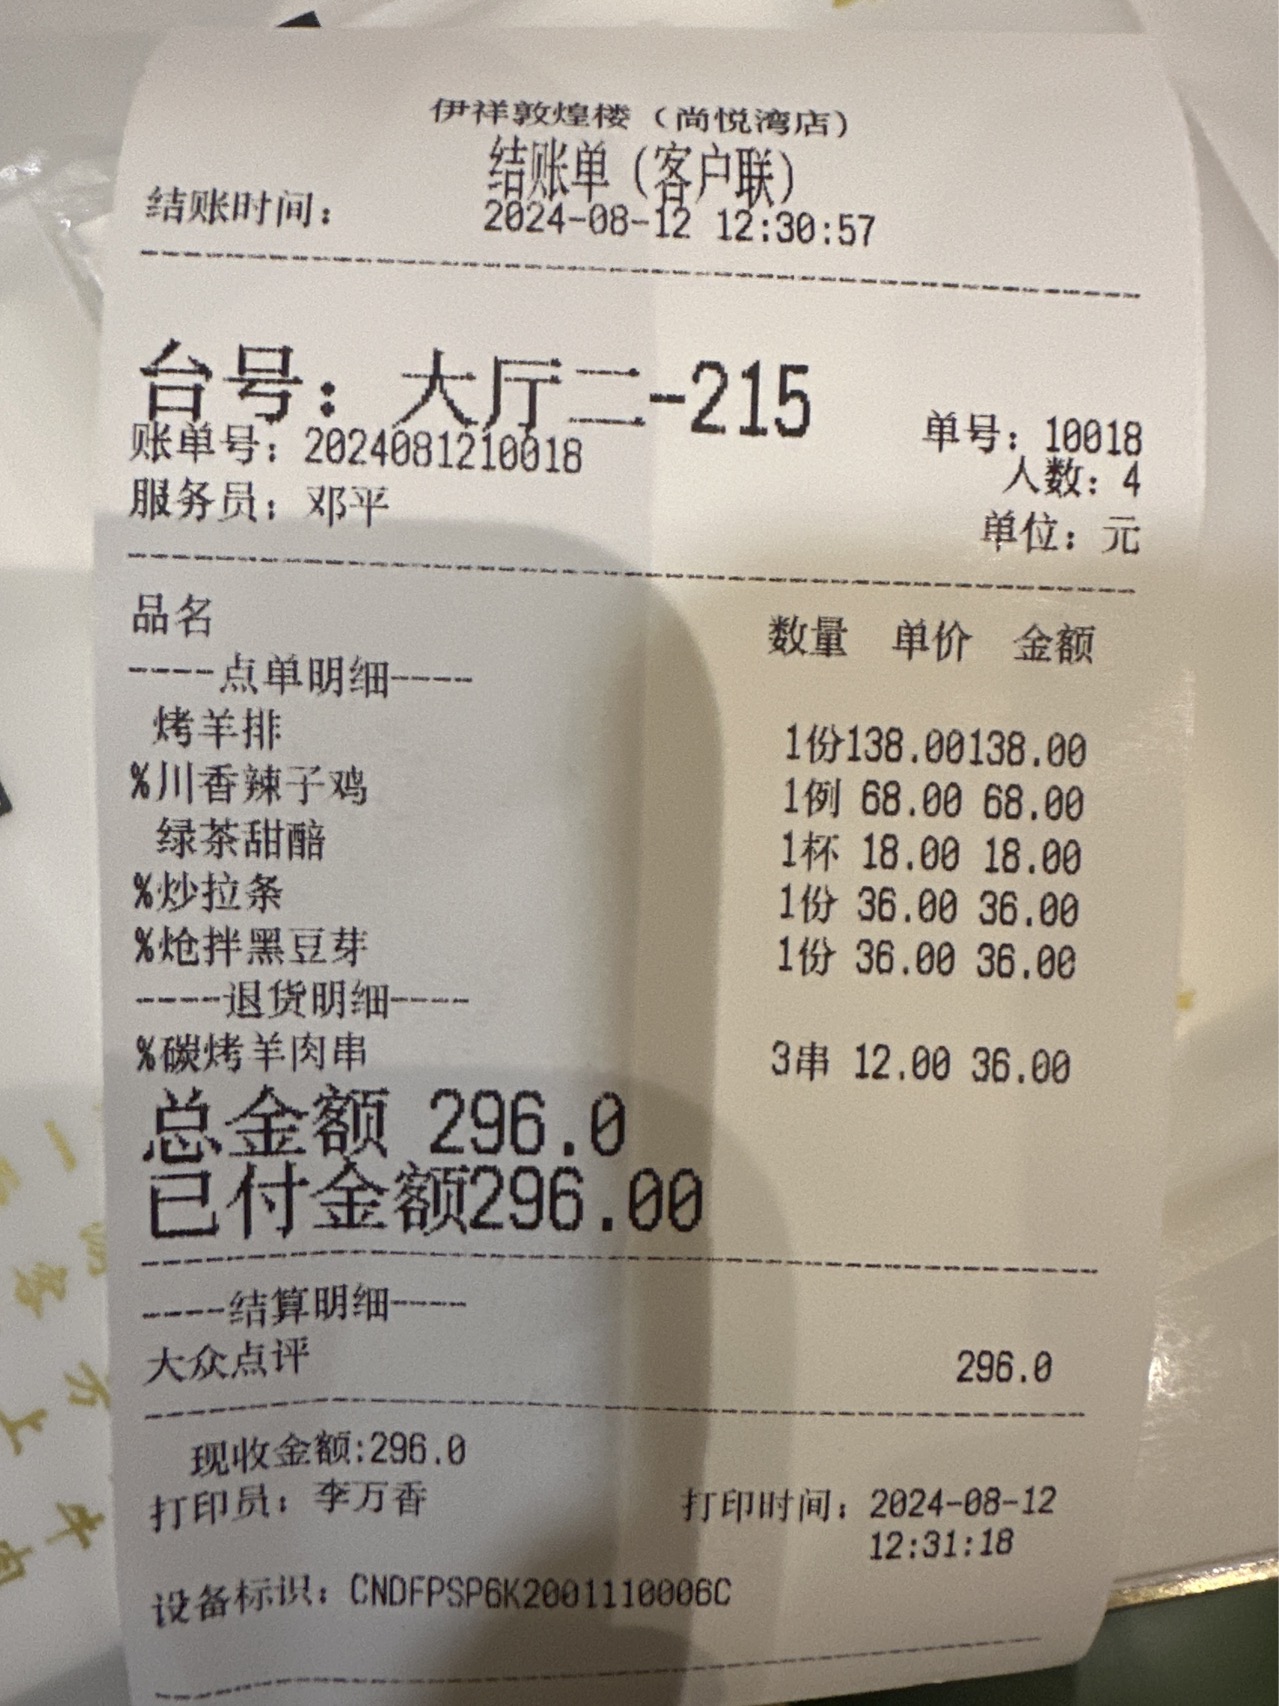 伊祥敦煌楼（尚悦湾店）
结账单（客户联）
结账时间： 2024-08-12 12:30:57
台号：大厅二-215
账单号：2024081210018 单号：10018
人数：4
服务员：邓平
单位：元
品名 数量 单价 金额
----点单明细----
烤羊排 1份138.00138.00
%川香辣子鸡 1例 68.00 68.00
绿茶甜醅 1杯 18.00 18.00
%炒拉条 1份 36.00 36.00
%炝拌黑豆芽 1份 36.00 36.00
----退货明细----
%碳烤羊肉串 3串 12.00 36.00
总金额 296.0
已付金额296.00
----结算明细----
大众点评 296.0
现收金额:296.0
打印员：李万香 打印时间：2024-08-12
12:31:18
设备标识：CNDFPSP6K2001110006C